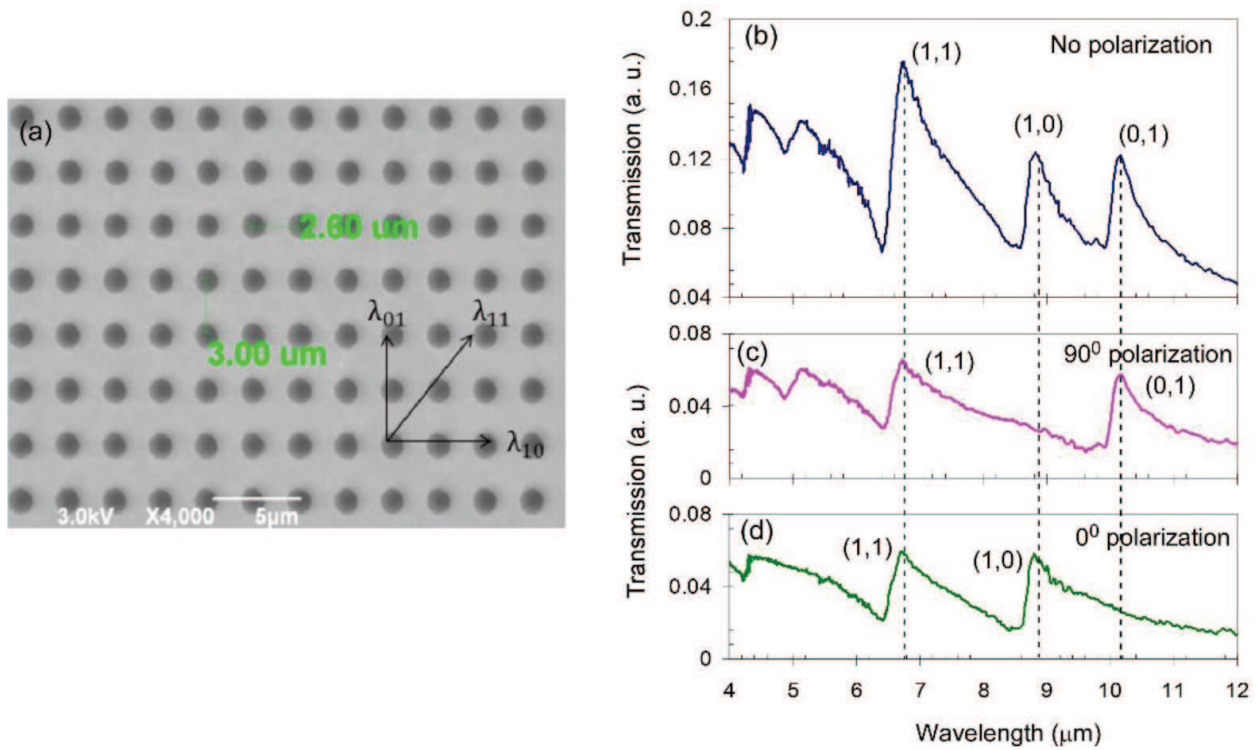 (a)
2.60 um
3.00 um
λ01
λ11
λ10
3.0kV X4,000 5μm
(b)
No polarization
(1,1)
(1,0)
(0,1)
Transmission (a. u.)
0.2
0.16
0.12
0.08
0.04
(c)
90⁰ polarization
(1,1)
(0,1)
Transmission (a. u.)
0.08
0.04
0
(d)
0⁰ polarization
(1,1)
(1,0)
Transmission (a. u.)
0.08
0.04
0
4 5 6 7 8 9 10 11 12
Wavelength (μm)